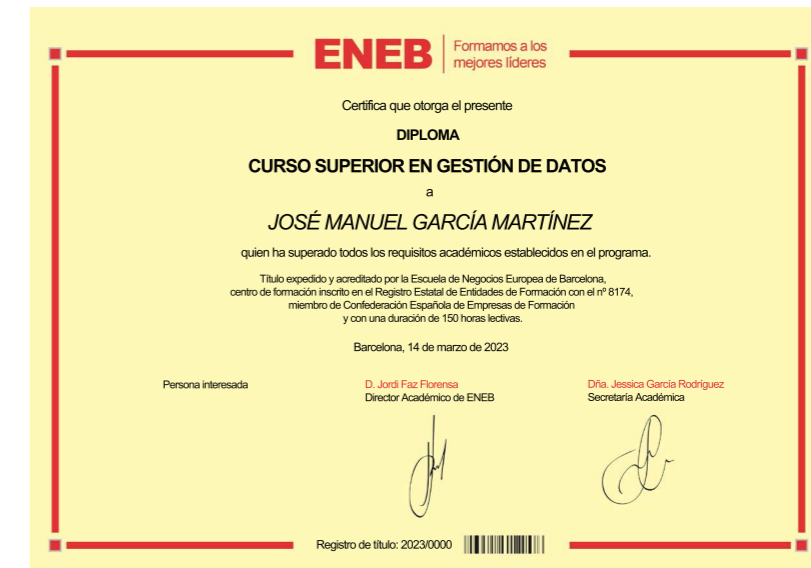 ENEB
Formamos a los
mejores líderes
Certifica que otorga el presente
DIPLOMA
CURSO SUPERIOR EN GESTIÓN DE DATOS
a
JOSÉ MANUEL GARCÍA MARTÍNEZ
quien ha superado todos los requisitos académicos establecidos en el programa.
Título expedido y acreditado por la Escuela de Negocios Europea de Barcelona,
centro de formación inscrito en el Registro Estatal de Entidades de Formación con el nº 8174,
miembro de Confederación Española de Empresas de Formación
y con una duración de 150 horas lectivas.
Barcelona, 14 de marzo de 2023
Persona interesada
D. Jordi Faz Florensa
Director Académico de ENEB
Dña. Jessica García Rodríguez
Secretaría Académica
Registro de título: 2023/0000